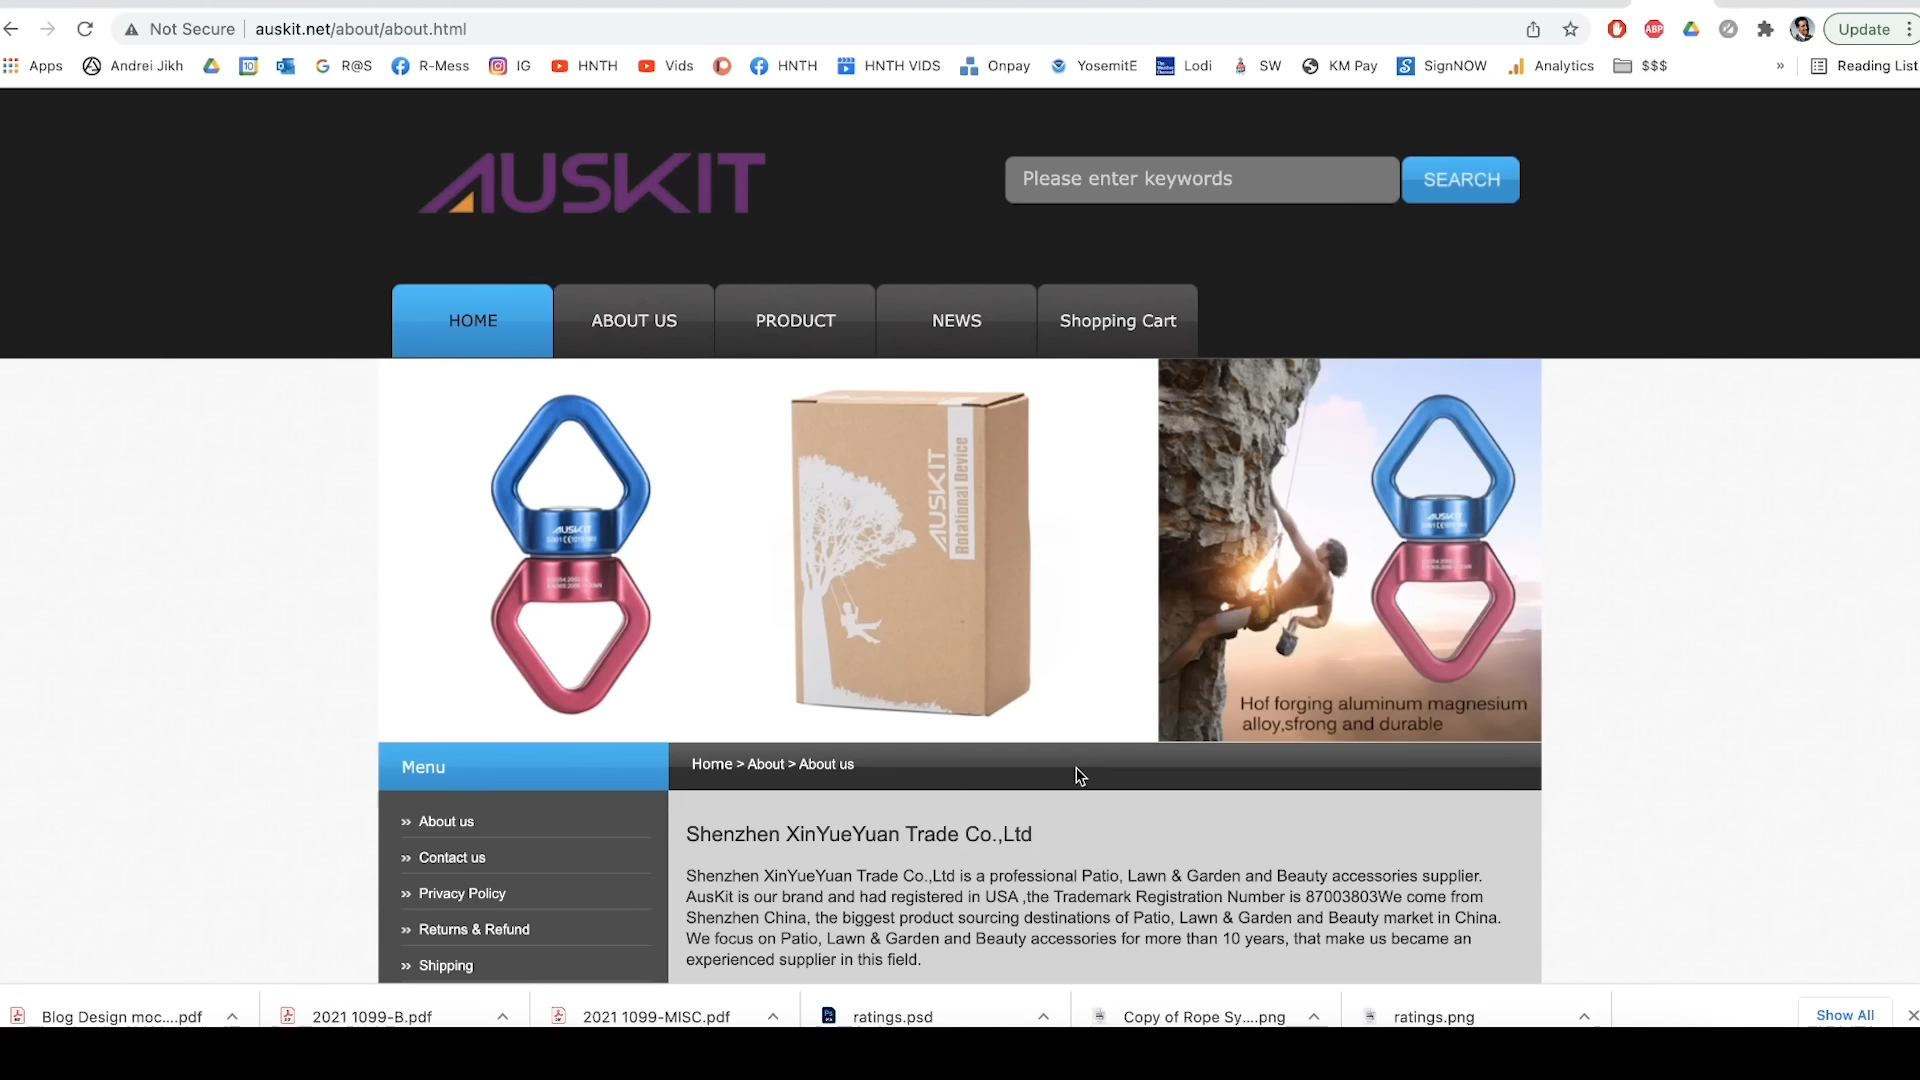 Not Secure
auskit.net/about/about.html
ABP
Update
Apps
Andrei Jikh
10
R@S
R-Mess
IG
HNTH
Vids
HNTH
HNTH VIDS
Onpay
YosemitE
Lodi
SW
KM Pay
SignNOW
Analytics
$$$
»
Reading List
AUSKIT
Please enter keywords
SEARCH
HOME
ABOUT US
PRODUCT
NEWS
Shopping Cart
AUSKIT
AUSKIT
Rotational Device
AUSKIT
Hof forging aluminum magnesium
alloy,sfrong and durable
Menu
Home > About > About us
» About us
» Contact us
» Privacy Policy
» Returns & Refund
» Shipping
Shenzhen XinYueYuan Trade Co.,Ltd
Shenzhen XinYueYuan Trade Co.,Ltd is a professional Patio, Lawn & Garden and Beauty accessories supplier.
AusKit is our brand and had registered in USA ,the Trademark Registration Number is 87003803We come from
Shenzhen China, the biggest product sourcing destinations of Patio, Lawn & Garden and Beauty market in China.
We focus on Patio, Lawn & Garden and Beauty accessories for more than 10 years, that make us became an
experienced supplier in this field.
Blog Design moc....pdf
2021 1099-B.pdf
2021 1099-MISC.pdf
Ps
ratings.psd
Copy of Rope Sy....png
ratings.png
Show All